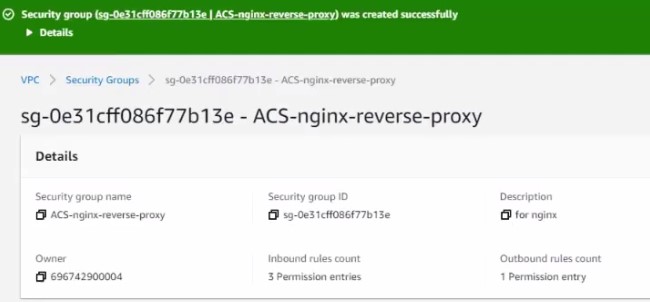 Security group (sg-0e31cff086f77b13e | ACS-nginx-reverse-proxy) was created successfully
Details
VPC > Security Groups > sg-0e31cff086f77b13e - ACS-nginx-reverse-proxy
sg-0e31cff086f77b13e - ACS-nginx-reverse-proxy
Details
Security group name Security group ID Description
ACS-nginx-reverse-proxy sg-0e31cff086f77b13e for nginx
Owner Inbound rules count Outbound rules count
696742900004 3 Permission entries 1 Permission entry